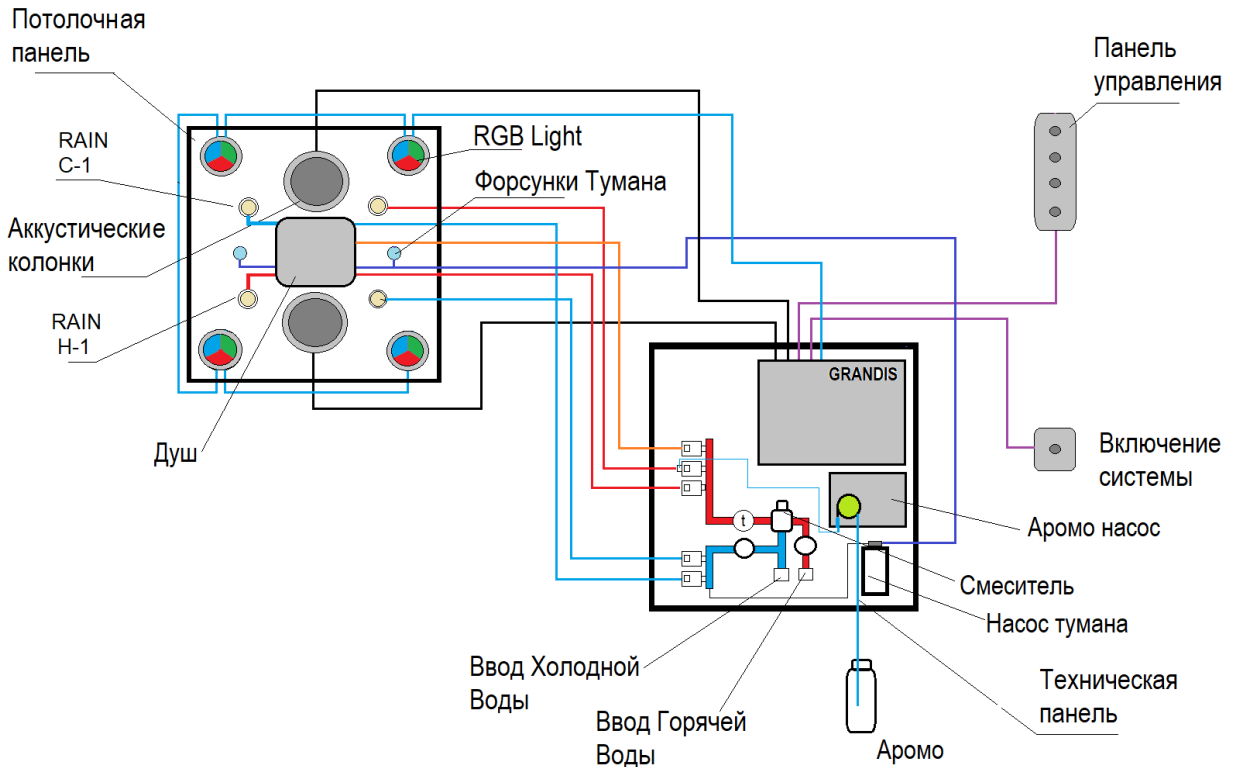 Потолочная
панель
RAIN
C-1
Аккустические
колонки
RAIN
H-1
Душ
RGB Light
Форсунки Тумана
Панель
управления
GRANDIS
Включение
системы
Аромо насос
t
Смеситель
Насос тумана
Ввод Холодной
Воды
Ввод Горячей
Воды
Техническая
панель
Аромо